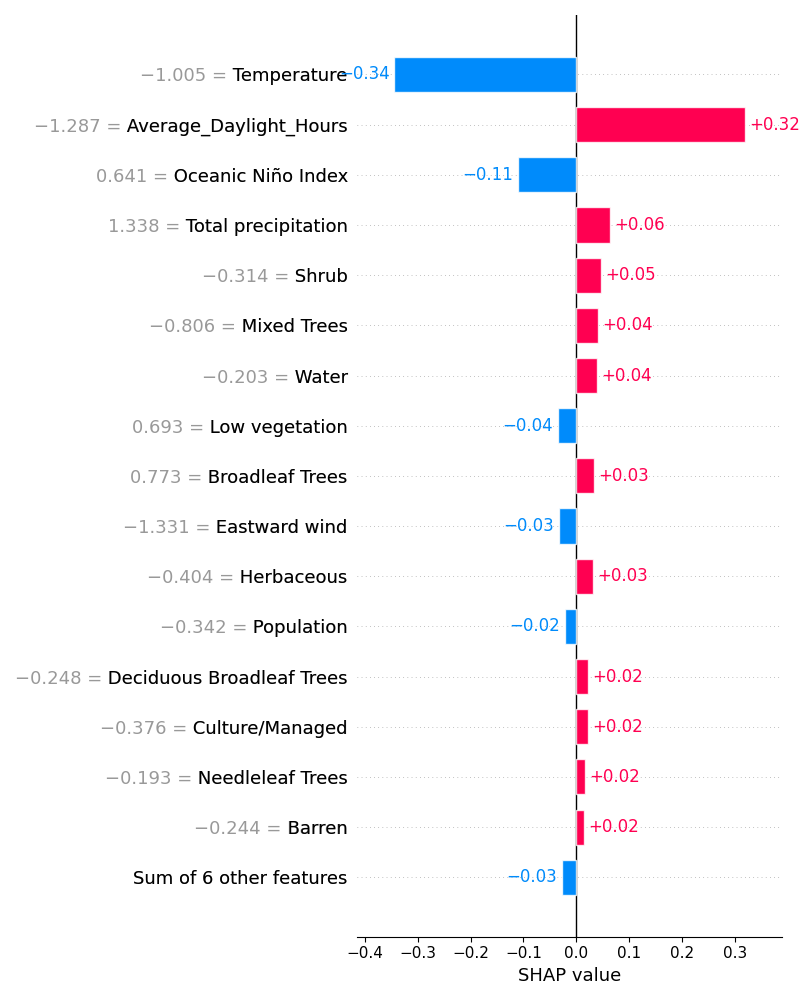 −1.005 = Temperature −0.34
−1.287 = Average_Daylight_Hours +0.32
0.641 = Oceanic Niño Index −0.11
1.338 = Total precipitation +0.06
−0.314 = Shrub +0.05
−0.806 = Mixed Trees +0.04
−0.203 = Water +0.04
0.693 = Low vegetation −0.04
0.773 = Broadleaf Trees +0.03
−1.331 = Eastward wind −0.03
−0.404 = Herbaceous +0.03
−0.342 = Population −0.02
−0.248 = Deciduous Broadleaf Trees +0.02
−0.376 = Culture/Managed +0.02
−0.193 = Needleleaf Trees +0.02
−0.244 = Barren +0.02
Sum of 6 other features −0.03
−0.4 −0.3 −0.2 −0.1 0.0 0.1 0.2 0.3
SHAP value